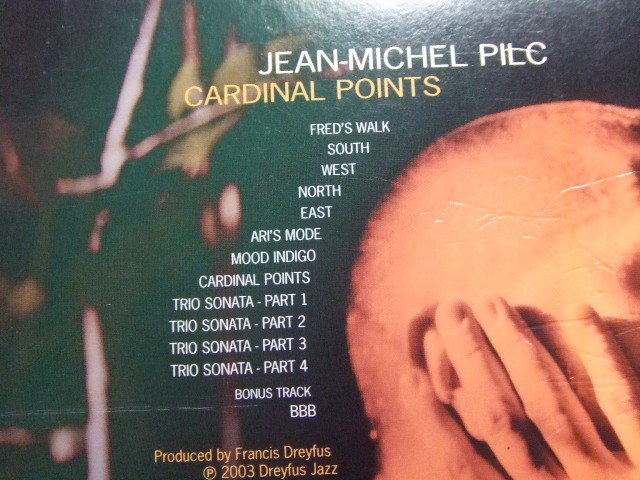 JEAN-MICHEL PILC
CARDINAL POINTS
FRED'S WALK
SOUTH
WEST
NORTH
EAST
ARI'S MODE
MOOD INDIGO
CARDINAL POINTS
TRIO SONATA - PART 1
TRIO SONATA - PART 2
TRIO SONATA - PART 3
TRIO SONATA - PART 4
BONUS TRACK
BBB
Produced by Francis Dreyfus
℗ 2003 Dreyfus Jazz